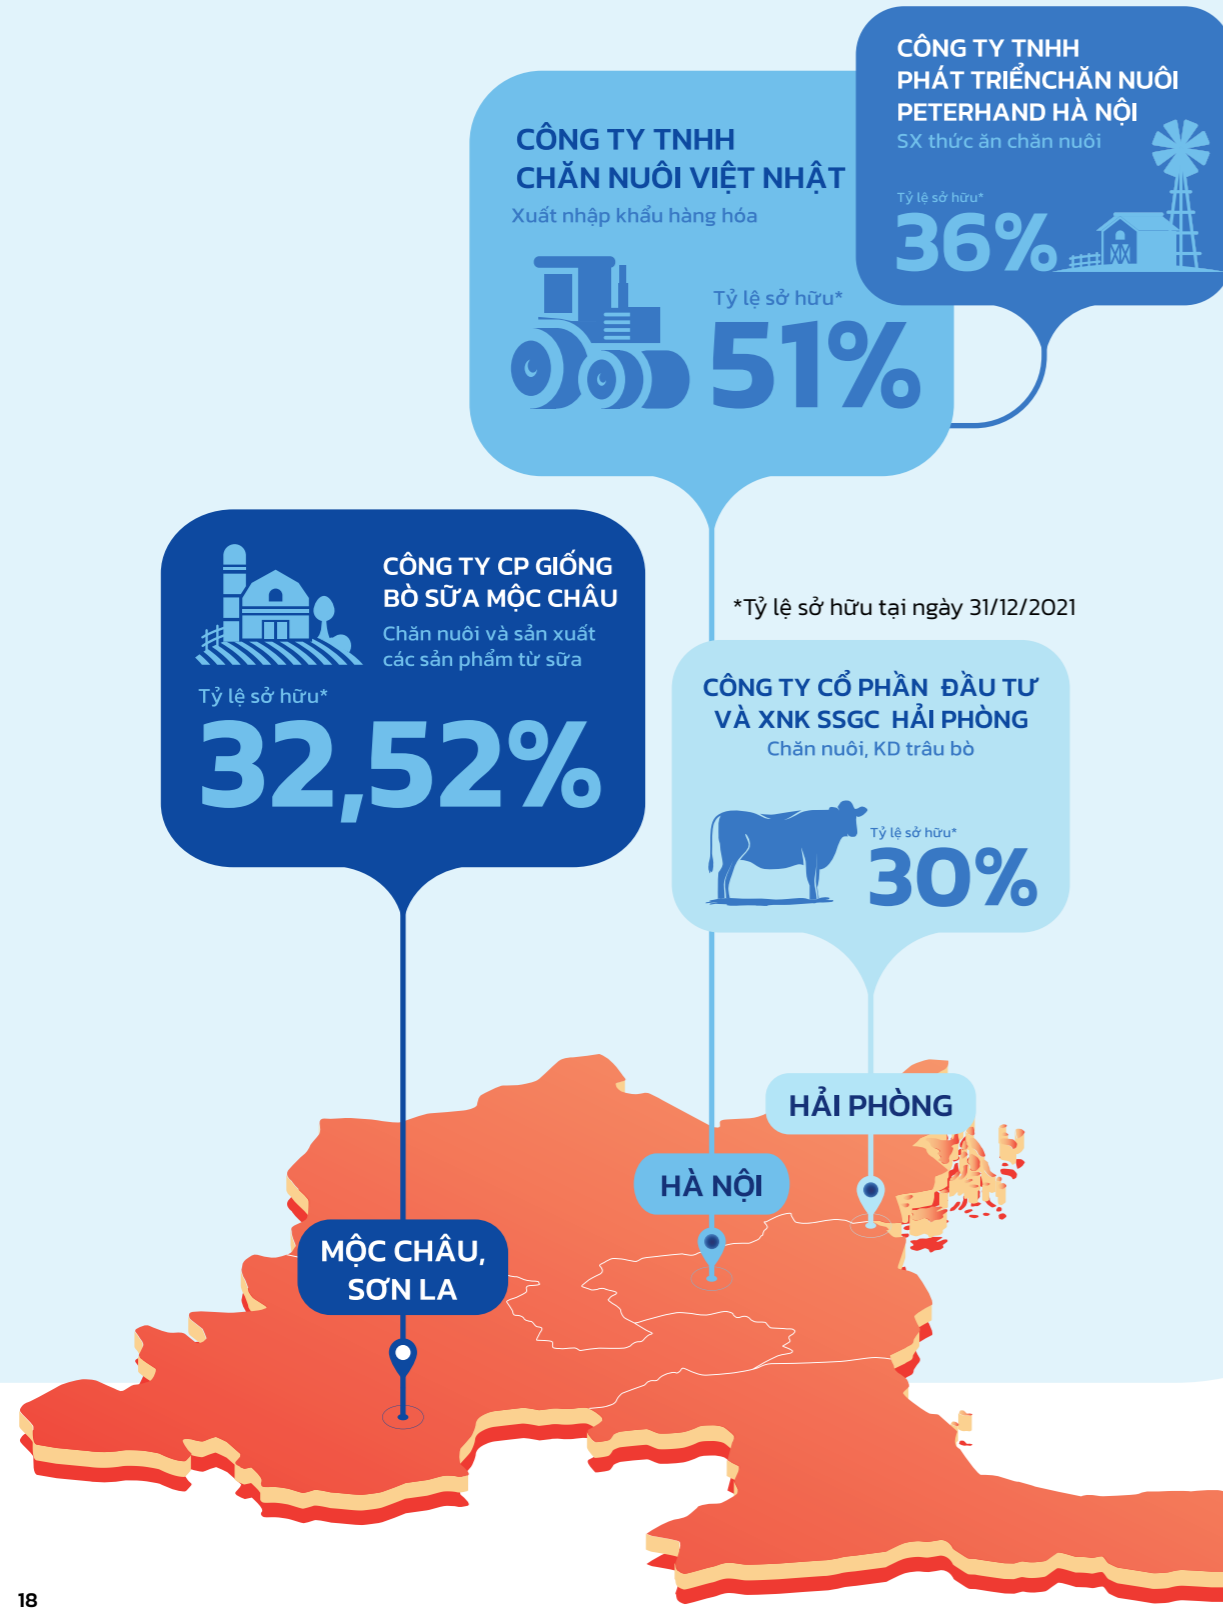 CÔNG TY TNHH
PHÁT TRIỂNCHĂN NUÔI
PETERHAND HÀ NỘI
SX thức ăn chăn nuôi
Tỷ lệ sở hữu*
36%
CÔNG TY TNHH
CHĂN NUÔI VIỆT NHẬT
Xuất nhập khẩu hàng hóa
Tỷ lệ sở hữu*
51%
CÔNG TY CP GIỐNG
BÒ SỮA MỘC CHÂU
Chăn nuôi và sản xuất
các sản phẩm từ sữa
Tỷ lệ sở hữu*
32,52%
*Tỷ lệ sở hữu tại ngày 31/12/2021
CÔNG TY CỔ PHẦN ĐẦU TƯ
VÀ XNK SSGC HẢI PHÒNG
Chăn nuôi, KD trâu bò
Tỷ lệ sở hữu*
30%
HẢI PHÒNG
HÀ NỘI
MỘC CHÂU,
SƠN LA
18